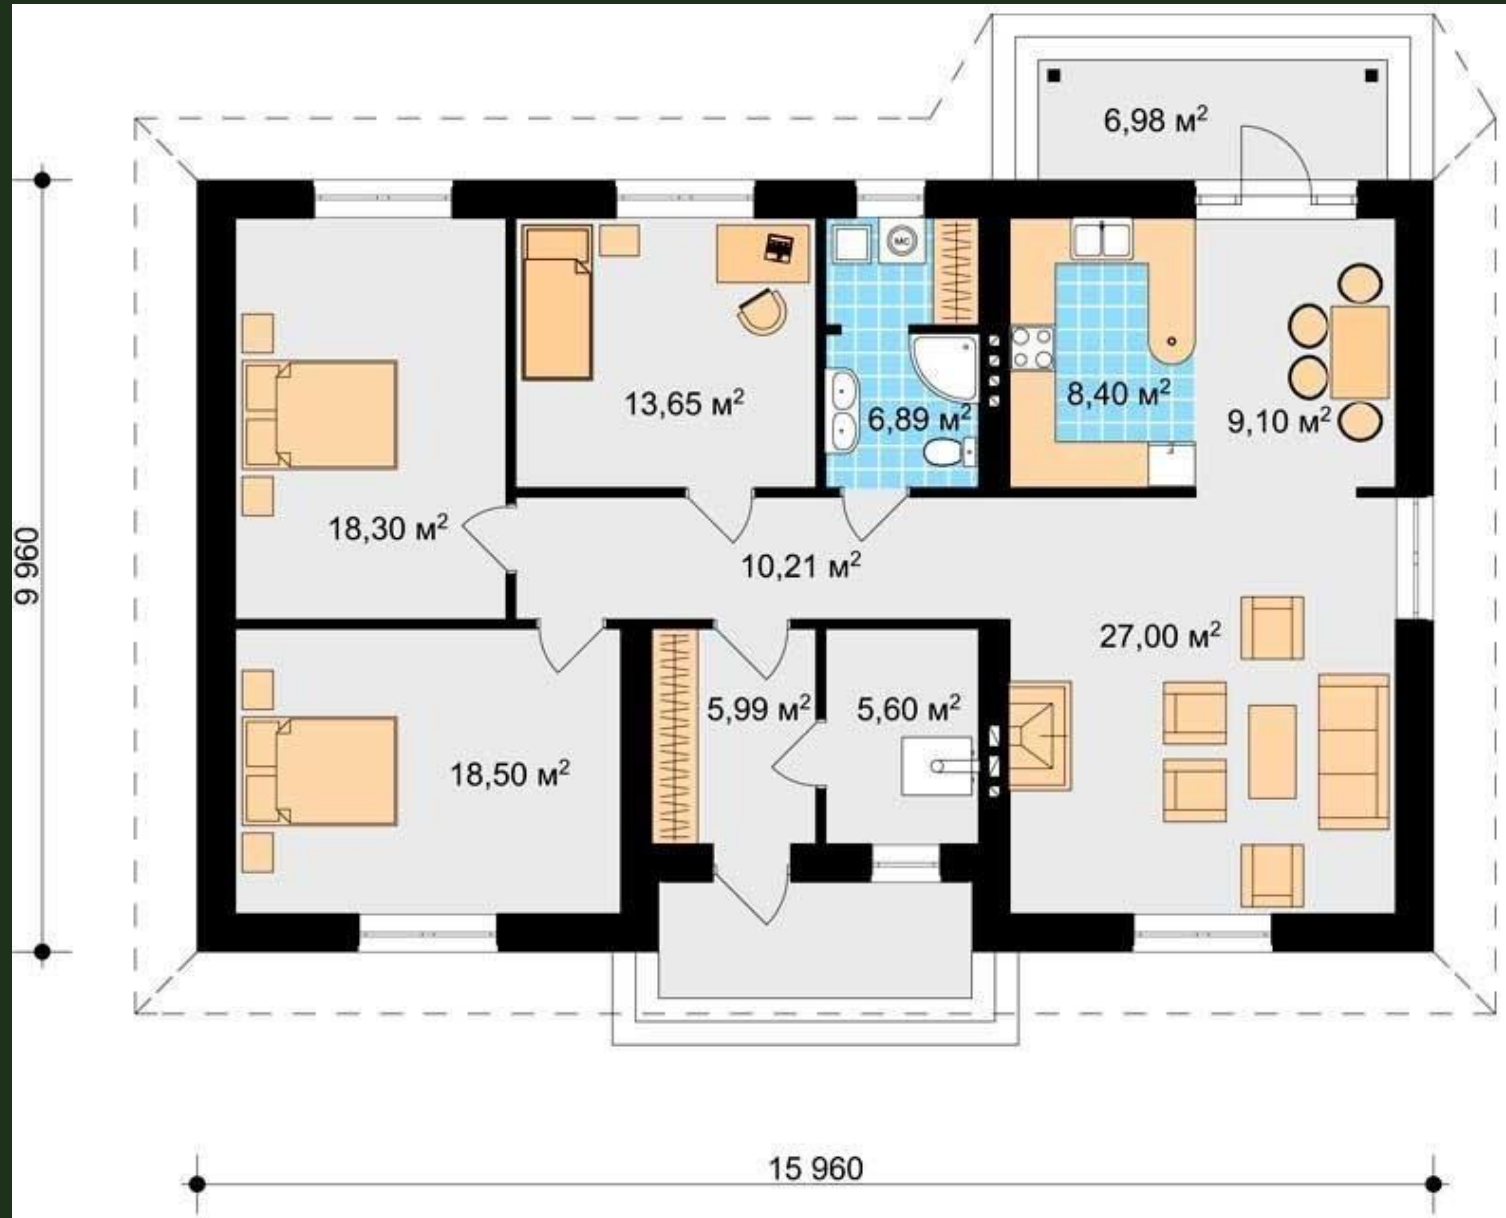 6,98 м²
13,65 м²
МС
6,89 м²
8,40 м²
9,10 м²
18,30 м²
10,21 м²
27,00 м²
5,99 м²
5,60 м²
18,50 м²
9 960
15 960